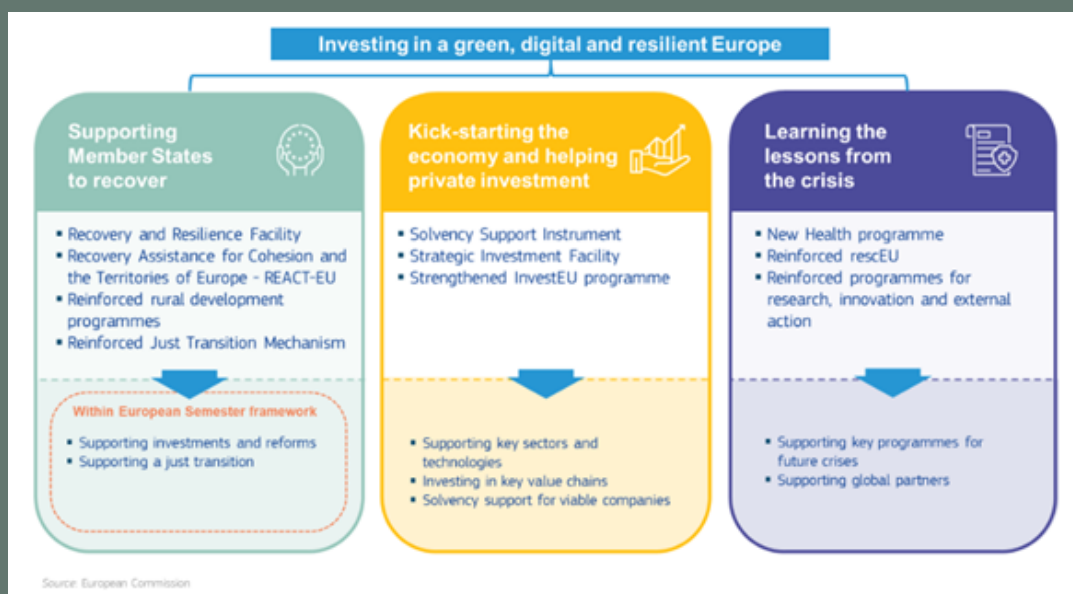 Investing in a green, digital and resilient Europe
Supporting
Member States
to recover
▪ Recovery and Resilience Facility
▪ Recovery Assistance for Cohesion and
the Territories of Europe - REACT-EU
▪ Reinforced rural development
programmes
▪ Reinforced Just Transition Mechanism
Within European Semester framework
▪ Supporting investments and reforms
▪ Supporting a just transition
Kick-starting the
economy and helping
private investment
▪ Solvency Support Instrument
▪ Strategic Investment Facility
▪ Strengthened InvestEU programme
▪ Supporting key sectors and
technologies
▪ Investing in key value chains
▪ Solvency support for viable companies
Learning the
lessons from
the crisis
▪ New Health programme
▪ Reinforced rescEU
▪ Reinforced programmes for
research, innovation and external
action
▪ Supporting key programmes for
future crises
▪ Supporting global partners
Source: European Commission